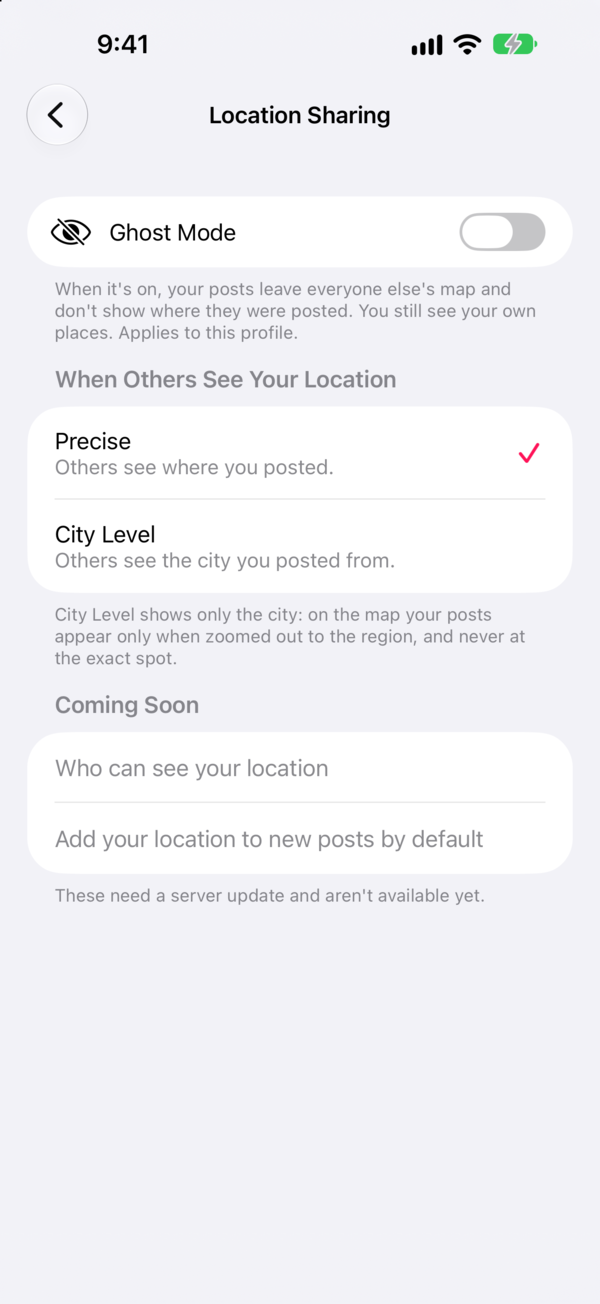 9:41
Location Sharing
Ghost Mode
When it's on, your posts leave everyone else's map and
don't show where they were posted. You still see your own
places. Applies to this profile.
When Others See Your Location
Precise
Others see where you posted.
City Level
Others see the city you posted from.
City Level shows only the city: on the map your posts
appear only when zoomed out to the region, and never at
the exact spot.
Coming Soon
Who can see your location
Add your location to new posts by default
These need a server update and aren't available yet.